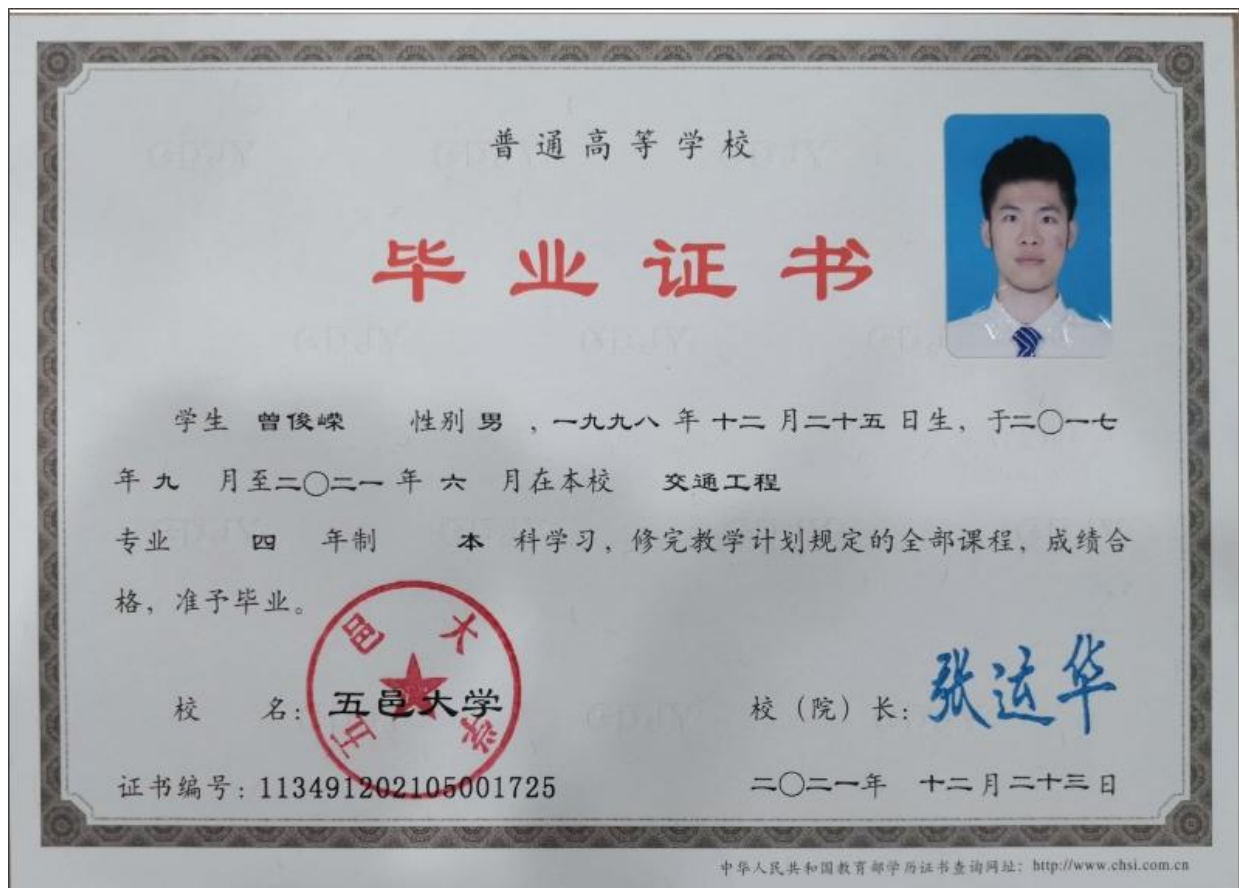 普通高等学校
毕业证书
学生 曾俊嵘 性别 男 ，一九九八 年 十二 月二十五 日生，于二〇一七
年 九 月至二〇二一 年 六 月在本校 交通工程
专业 四 年制 本 科学习，修完教学计划规定的全部课程，成绩合
格，准予毕业。
五邑大学
校 名：五邑大学 校（院）长：张运华
证书编号：113491202105001725 二〇二一年 十二月二十三日
中华人民共和国教育部学历证书查询网址：http://www.chsi.com.cn